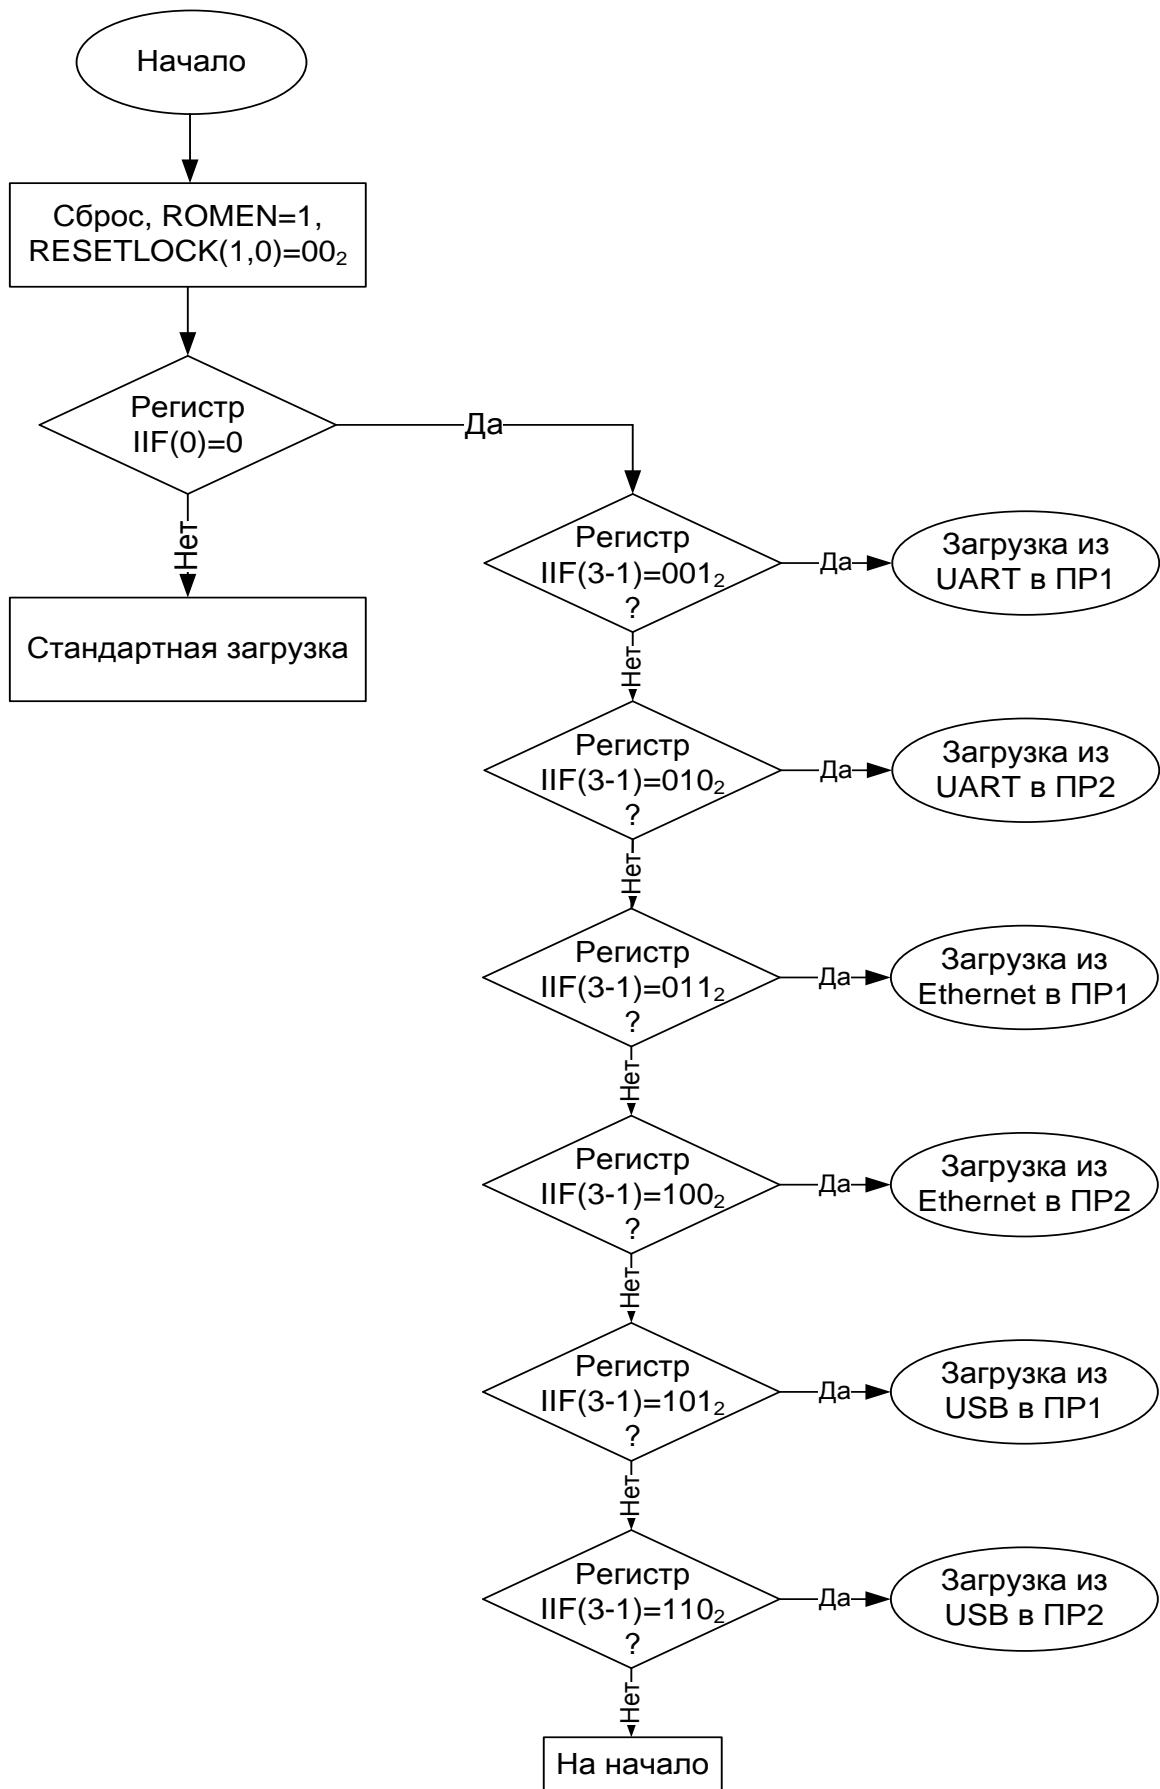 Начало
Сброс, ROMEN=1,
RESETLOCK(1,0)=00₂
Регистр
IIF(0)=0
Да
Нет
Стандартная загрузка
Регистр
IIF(3-1)=001₂
?
Да
Загрузка из
UART в ПР1
Нет
Регистр
IIF(3-1)=010₂
?
Да
Загрузка из
UART в ПР2
Нет
Регистр
IIF(3-1)=011₂
?
Да
Загрузка из
Ethernet в ПР1
Нет
Регистр
IIF(3-1)=100₂
?
Да
Загрузка из
Ethernet в ПР2
Нет
Регистр
IIF(3-1)=101₂
?
Да
Загрузка из
USB в ПР1
Нет
Регистр
IIF(3-1)=110₂
?
Да
Загрузка из
USB в ПР2
Нет
На начало